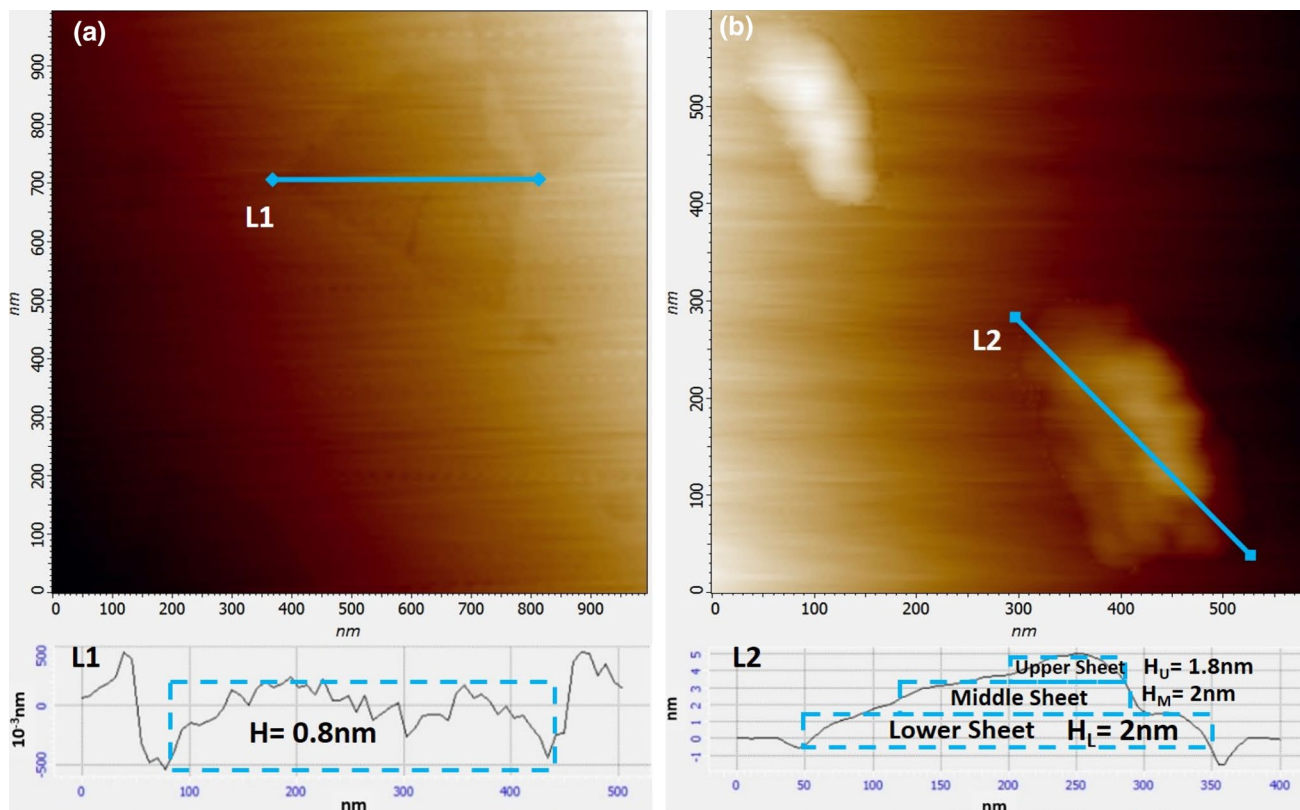 (a)
900
800
700
600
500
400
300
200
100
0
nm
L1
0 100 200 300 400 500 600 700 800 900
nm
L1
500
0
-500
10-3nm
H= 0.8nm
0 100 200 300 400 500
nm
(b)
500
400
300
200
100
0
nm
L2
0 100 200 300 400 500
nm
L2
5
4
3
2
1
0
-1
nm
Upper Sheet HU= 1.8nm
Middle Sheet HM= 2nm
Lower Sheet HL= 2nm
0 50 100 150 200 250 300 350 400
nm